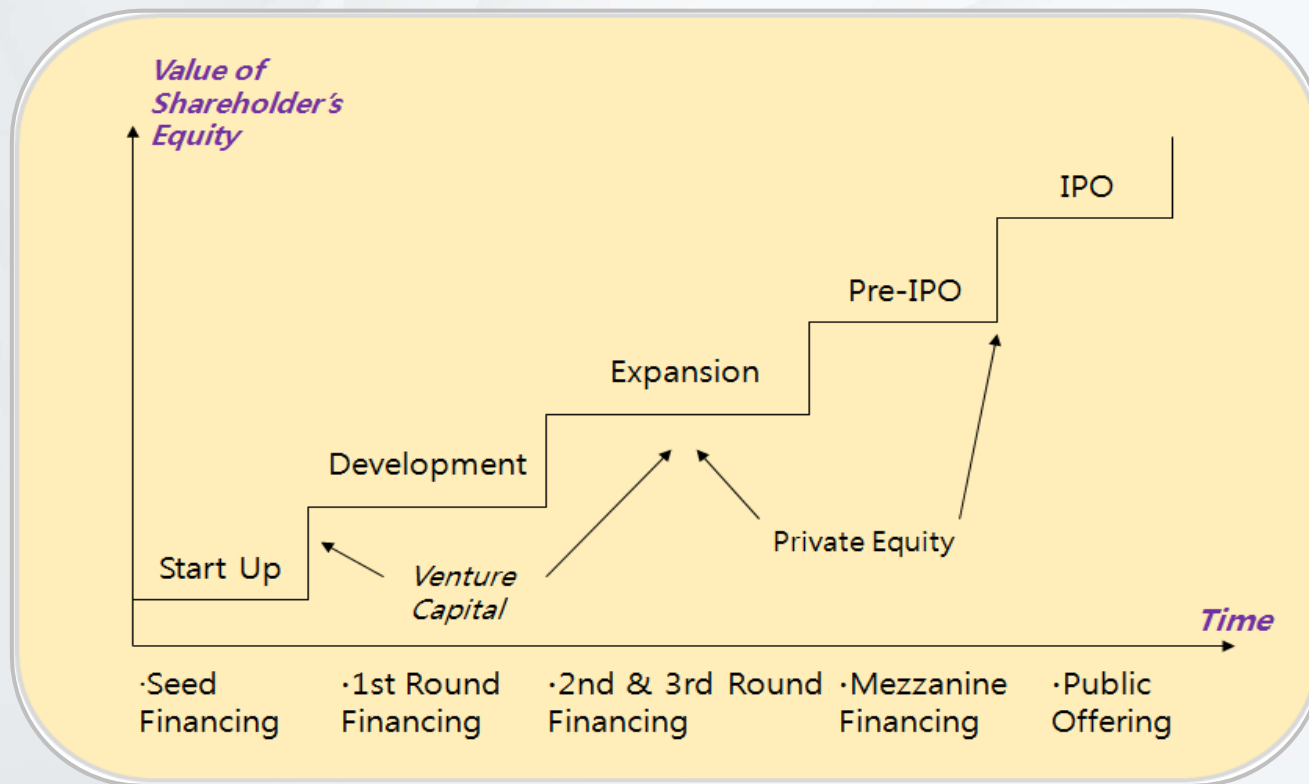 Value of
Shareholder's
Equity
IPO
Pre-IPO
Expansion
Development
Private Equity
Start Up
Venture
Capital
Time
·Seed
Financing
·1st Round
Financing
·2nd & 3rd Round
Financing
·Mezzanine
Financing
·Public
Offering